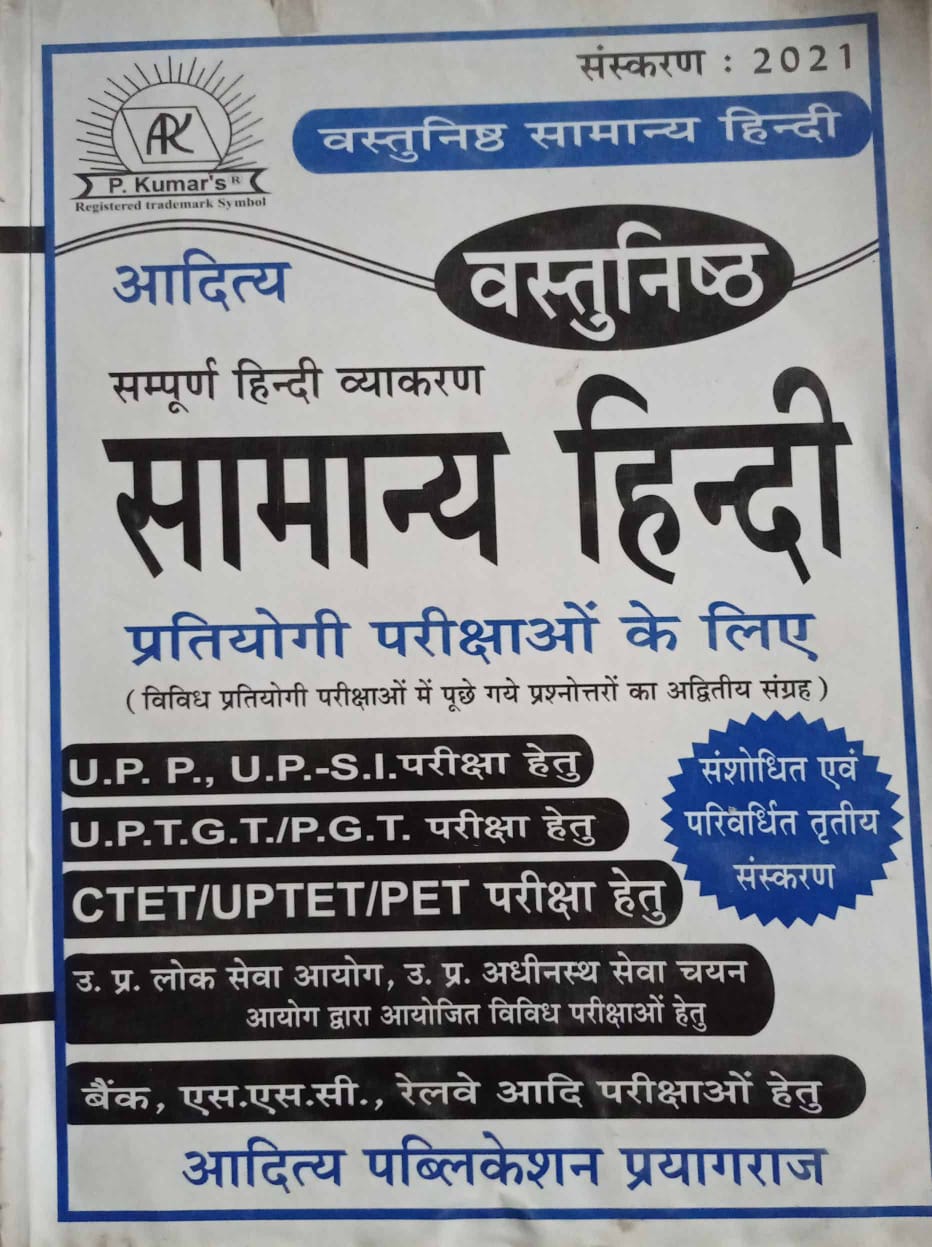 संस्करण : 2021
वस्तुनिष्ठ सामान्य हिन्दी
AK
P. Kumar's R
Registered trademark Symbol
आदित्य
वस्तुनिष्ठ
सम्पूर्ण हिन्दी व्याकरण
सामान्य हिन्दी
प्रतियोगी परीक्षाओं के लिए
( विविध प्रतियोगी परीक्षाओं में पूछे गये प्रश्नोत्तरों का अद्वितीय संग्रह )
U.P. P., U.P.-S.I.परीक्षा हेतु
U.P.T.G.T./P.G.T. परीक्षा हेतु
CTET/UPTET/PET परीक्षा हेतु
संशोधित एवं
परिवर्धित तृतीय
संस्करण
उ. प्र. लोक सेवा आयोग, उ. प्र. अधीनस्थ सेवा चयन
आयोग द्वारा आयोजित विविध परीक्षाओं हेतु
बैंक, एस.एस.सी., रेलवे आदि परीक्षाओं हेतु
आदित्य पब्लिकेशन प्रयागराज